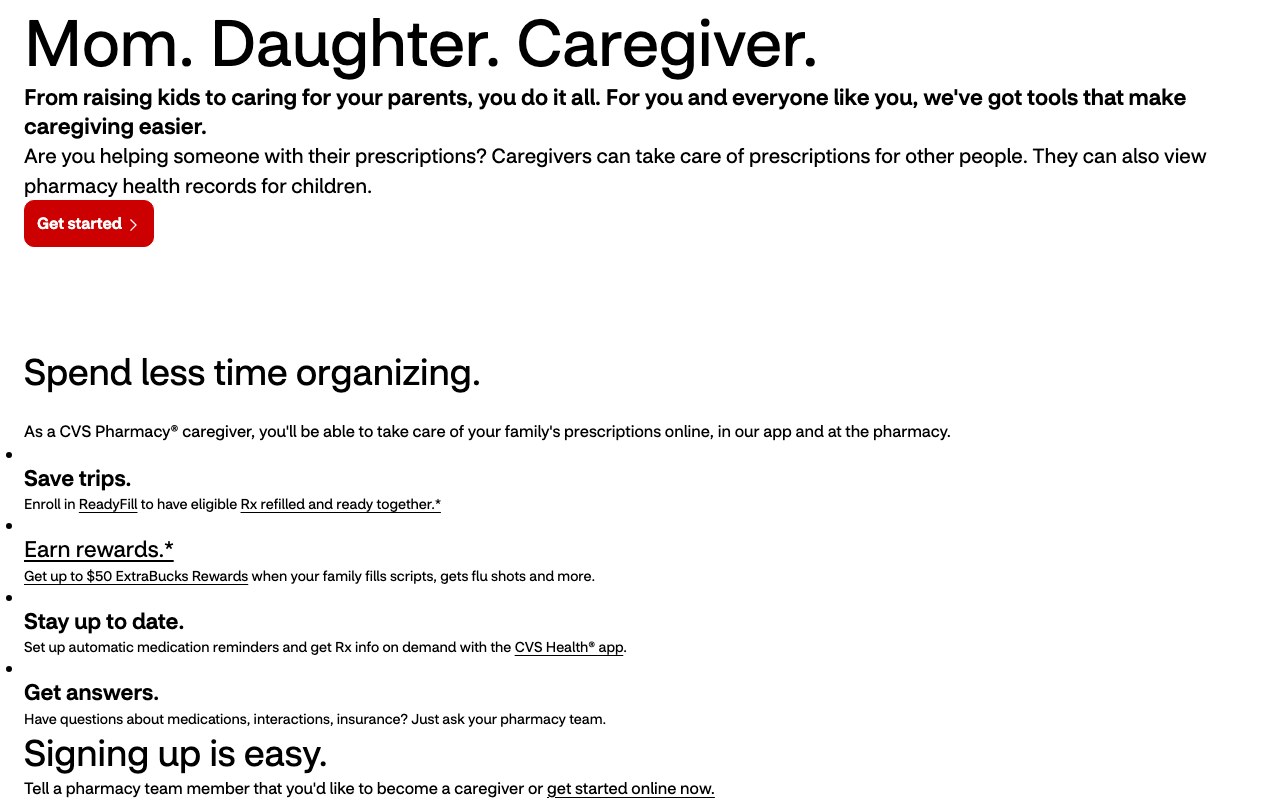 Mom. Daughter. Caregiver.
From raising kids to caring for your parents, you do it all. For you and everyone like you, we've got tools that make
caregiving easier.
Are you helping someone with their prescriptions? Caregivers can take care of prescriptions for other people. They can also view
pharmacy health records for children.
Get started
Spend less time organizing.
As a CVS Pharmacy® caregiver, you'll be able to take care of your family's prescriptions online, in our app and at the pharmacy.
Save trips.
Enroll in ReadyFill to have eligible Rx refilled and ready together.*
Earn rewards.*
Get up to $50 ExtraBucks Rewards when your family fills scripts, gets flu shots and more.
Stay up to date.
Set up automatic medication reminders and get Rx info on demand with the CVS Health® app.
Get answers.
Have questions about medications, interactions, insurance? Just ask your pharmacy team.
Signing up is easy.
Tell a pharmacy team member that you'd like to become a caregiver or get started online now.